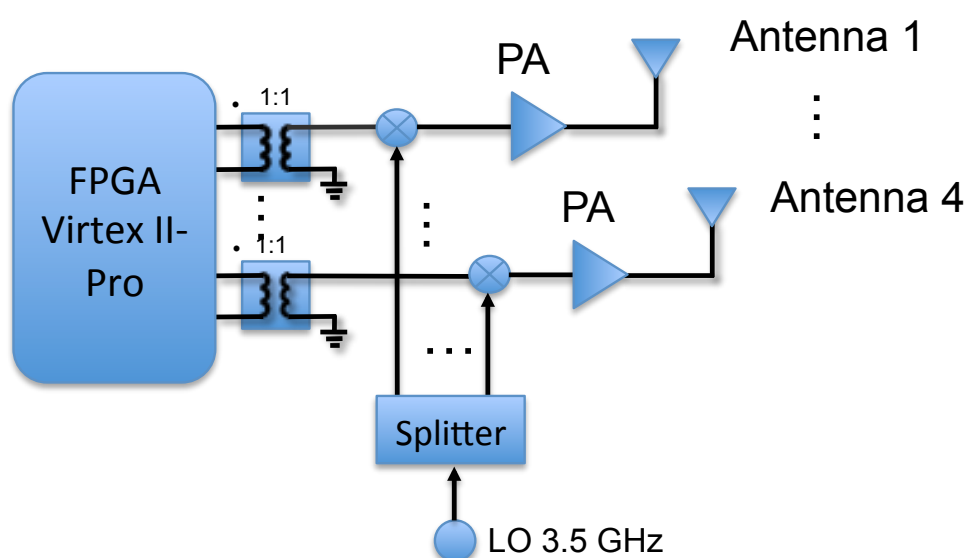 Antenna 1
PA
1:1
FPGA
Virtex II-
Pro
PA
Antenna 4
1:1
Splitter
LO 3.5 GHz